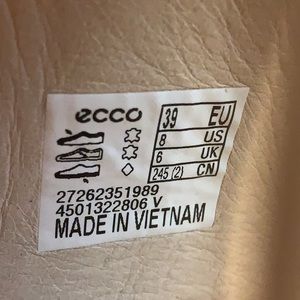 ecco
39 EU
8 US
6 UK
245 (2) CN
27262351989
4501322806 V
MADE IN VIETNAM